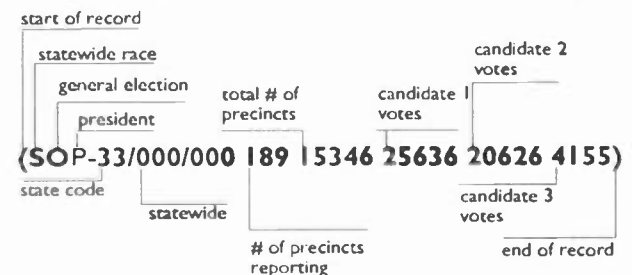 start of record
statewide race
general election
president
total # of
precincts
candidate 1
votes
candidate 2
votes
(SOP-33/000/000 189 15346 25636 20626 4155)
state code
statewide
# of precincts
reporting
candidate 3
votes
end of record